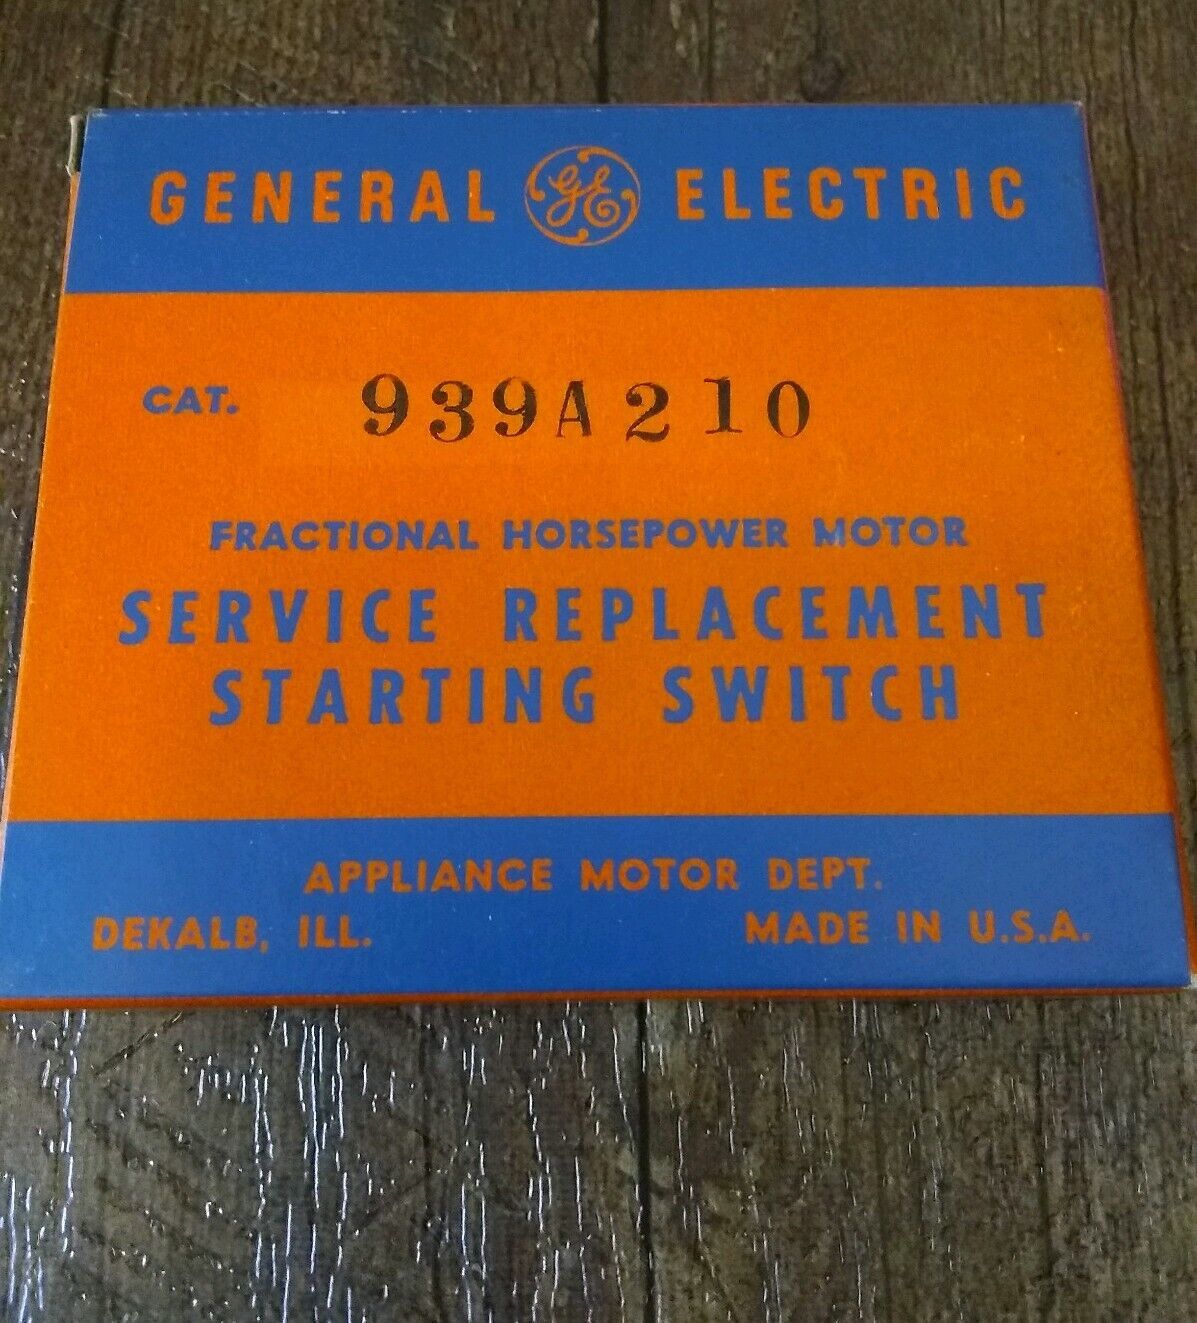 GENERAL GE ELECTRIC
CAT. 939A210
FRACTIONAL HORSEPOWER MOTOR
SERVICE REPLACEMENT
STARTING SWITCH
APPLIANCE MOTOR DEPT.
DEKALB, ILL. MADE IN U.S.A.